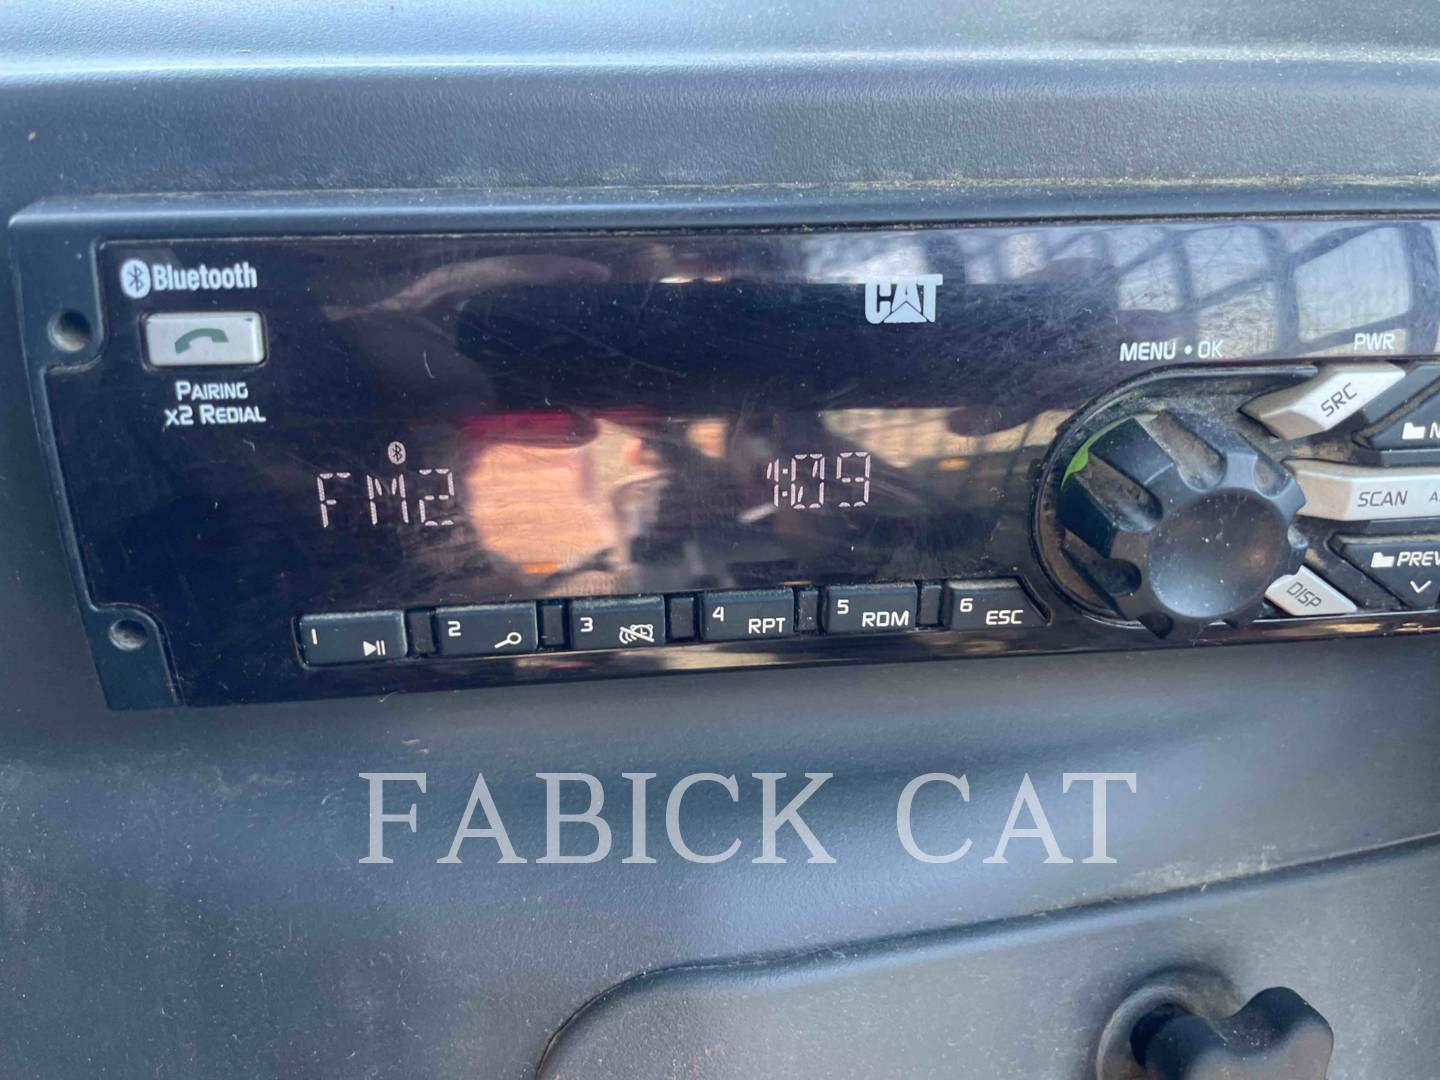 Bluetooth
CAT
MENU • OK
PWR
PAIRING
X2 REDIAL
SRC
FM2
1:09
SCAN
PREV
DISP
1
2
3
4 RPT
5 RDM
6 ESC
FABICK CAT